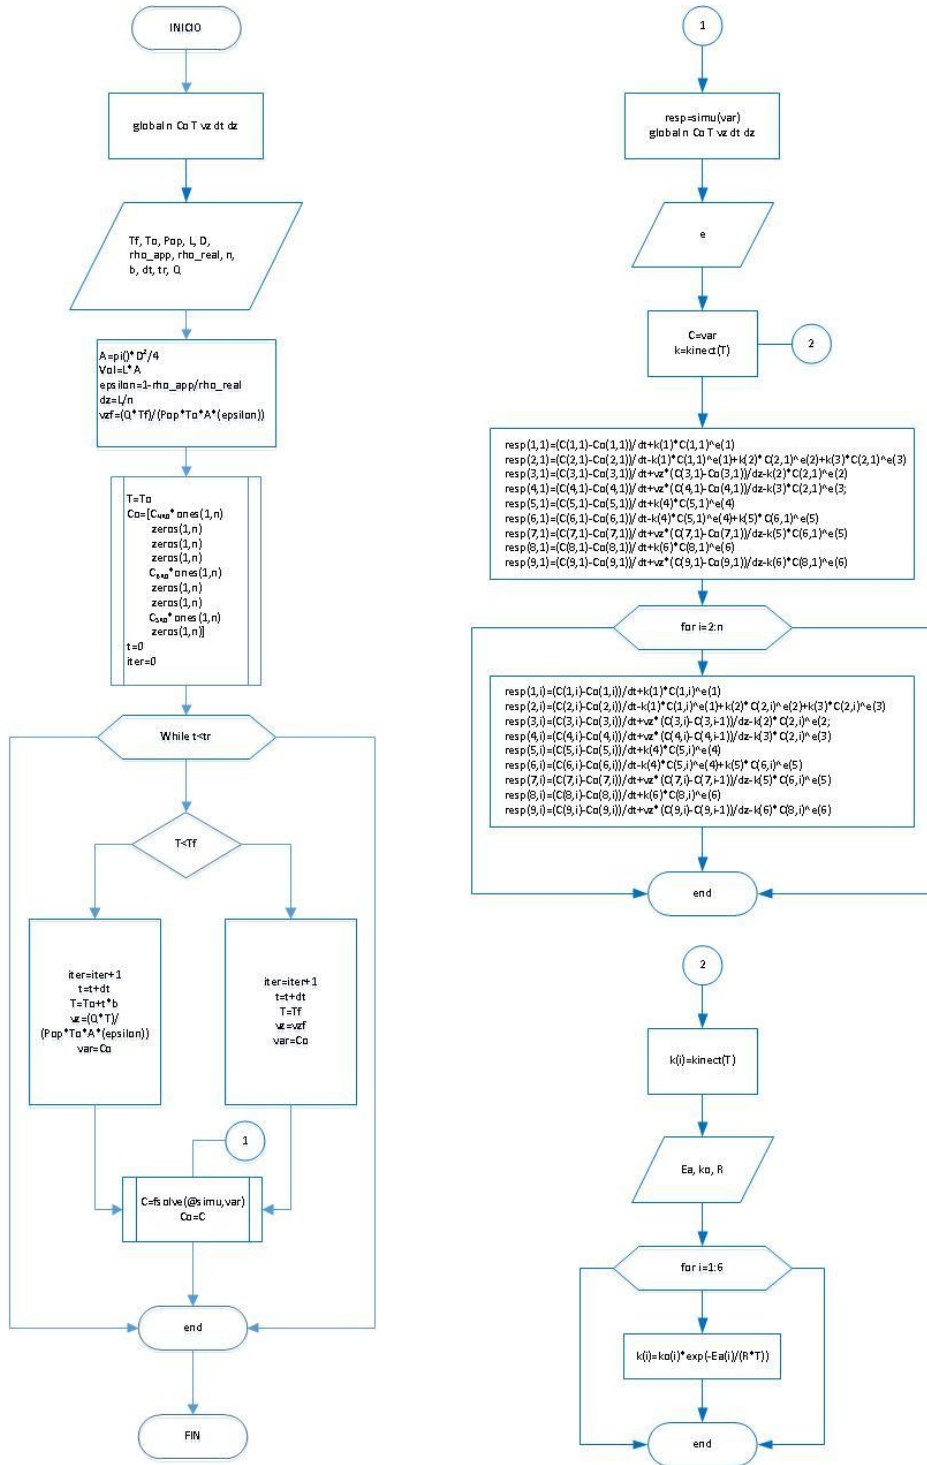 INICIO
global n Co T vz dt dz
Tf, To, Pop, L, D,
rho_app, rho_real, n,
b, dt, tr, Q
A=pi()*D²/4
Vol=L*A
epsilon=1-rho_app/rho_real
dz=L/n
vzf=(Q*Tf)/(Pop*To*A*(epsilon))
T=To
Co=[C₄ₐ₀*ones(1,n)
zeros(1,n)
zeros(1,n)
zeros(1,n)
*ones(1,n)
zeros(1,n)
zeros(1,n)
*ones(1,n)
zeros(1,n)]
t=0
iter=0
While t<tr
T<Tf
iter=iter+1
t=t+dt
T=To+t*b
vz=(Q*T)/
(Pop*To*A*(epsilon))
var=Co
iter=iter+1
t=t+dt
T=Tf
vz=vzf
var=Co
1
C=fsolve(@simu,var)
Co=C
end
FIN
1
resp=simu(var)
global n Co T vz dt dz
e
C=var
k=kinect(T)
2
resp(1,1)=(C(1,1)-Co(1,1))/dt+k(1)*C(1,1)^e(1)
resp(2,1)=(C(2,1)-Co(2,1))/dt-k(1)*C(1,1)^e(1)+k(2)*C(2,1)^e(2)+k(3)*C(2,1)^e(3)
resp(3,1)=(C(3,1)-Co(3,1))/dt+vz*(C(3,1)-Co(3,1))/dz-k(2)*C(2,1)^e(2)
resp(4,1)=(C(4,1)-Co(4,1))/dt+vz*(C(4,1)-Co(4,1))/dz-k(3)*C(2,1)^e(3;
resp(5,1)=(C(5,1)-Co(5,1))/dt+k(4)*C(5,1)^e(4)
resp(6,1)=(C(6,1)-Co(6,1))/dt-k(4)*C(5,1)^e(4)+k(5)*C(6,1)^e(5)
resp(7,1)=(C(7,1)-Co(7,1))/dt+vz*(C(7,1)-Co(7,1))/dz-k(5)*C(6,1)^e(5)
resp(8,1)=(C(8,1)-Co(8,1))/dt+k(6)*C(8,1)^e(6)
resp(9,1)=(C(9,1)-Co(9,1))/dt+vz*(C(9,1)-Co(9,1))/dz-k(6)*C(8,1)^e(6)
for i=2:n
resp(1,i)=(C(1,i)-Co(1,i))/dt+k(1)*C(1,i)^e(1)
resp(2,i)=(C(2,i)-Co(2,i))/dt-k(1)*C(1,i)^e(1)+k(2)*C(2,i)^e(2)+k(3)*C(2,i)^e(3)
resp(3,i)=(C(3,i)-Co(3,i))/dt+vz*(C(3,i)-C(3,i-1))/dz-k(2)*C(2,i)^e(2;
resp(4,i)=(C(4,i)-Co(4,i))/dt+vz*(C(4,i)-C(4,i-1))/dz-k(3)*C(2,i)^e(3)
resp(5,i)=(C(5,i)-Co(5,i))/dt+k(4)*C(5,i)^e(4)
resp(6,i)=(C(6,i)-Co(6,i))/dt-k(4)*C(5,i)^e(4)+k(5)*C(6,i)^e(5)
resp(7,i)=(C(7,i)-Co(7,i))/dt+vz*(C(7,i)-C(7,i-1))/dz-k(5)*C(6,i)^e(5)
resp(8,i)=(C(8,i)-Co(8,i))/dt+k(6)*C(8,i)^e(6)
resp(9,i)=(C(9,i)-Co(9,i))/dt+vz*(C(9,i)-C(9,i-1))/dz-k(6)*C(8,i)^e(6)
end
2
k(i)=kinect(T)
Ea, ko, R
for i=1:6
k(i)=ko(i)*exp(-Ea(i)/(R*T))
end